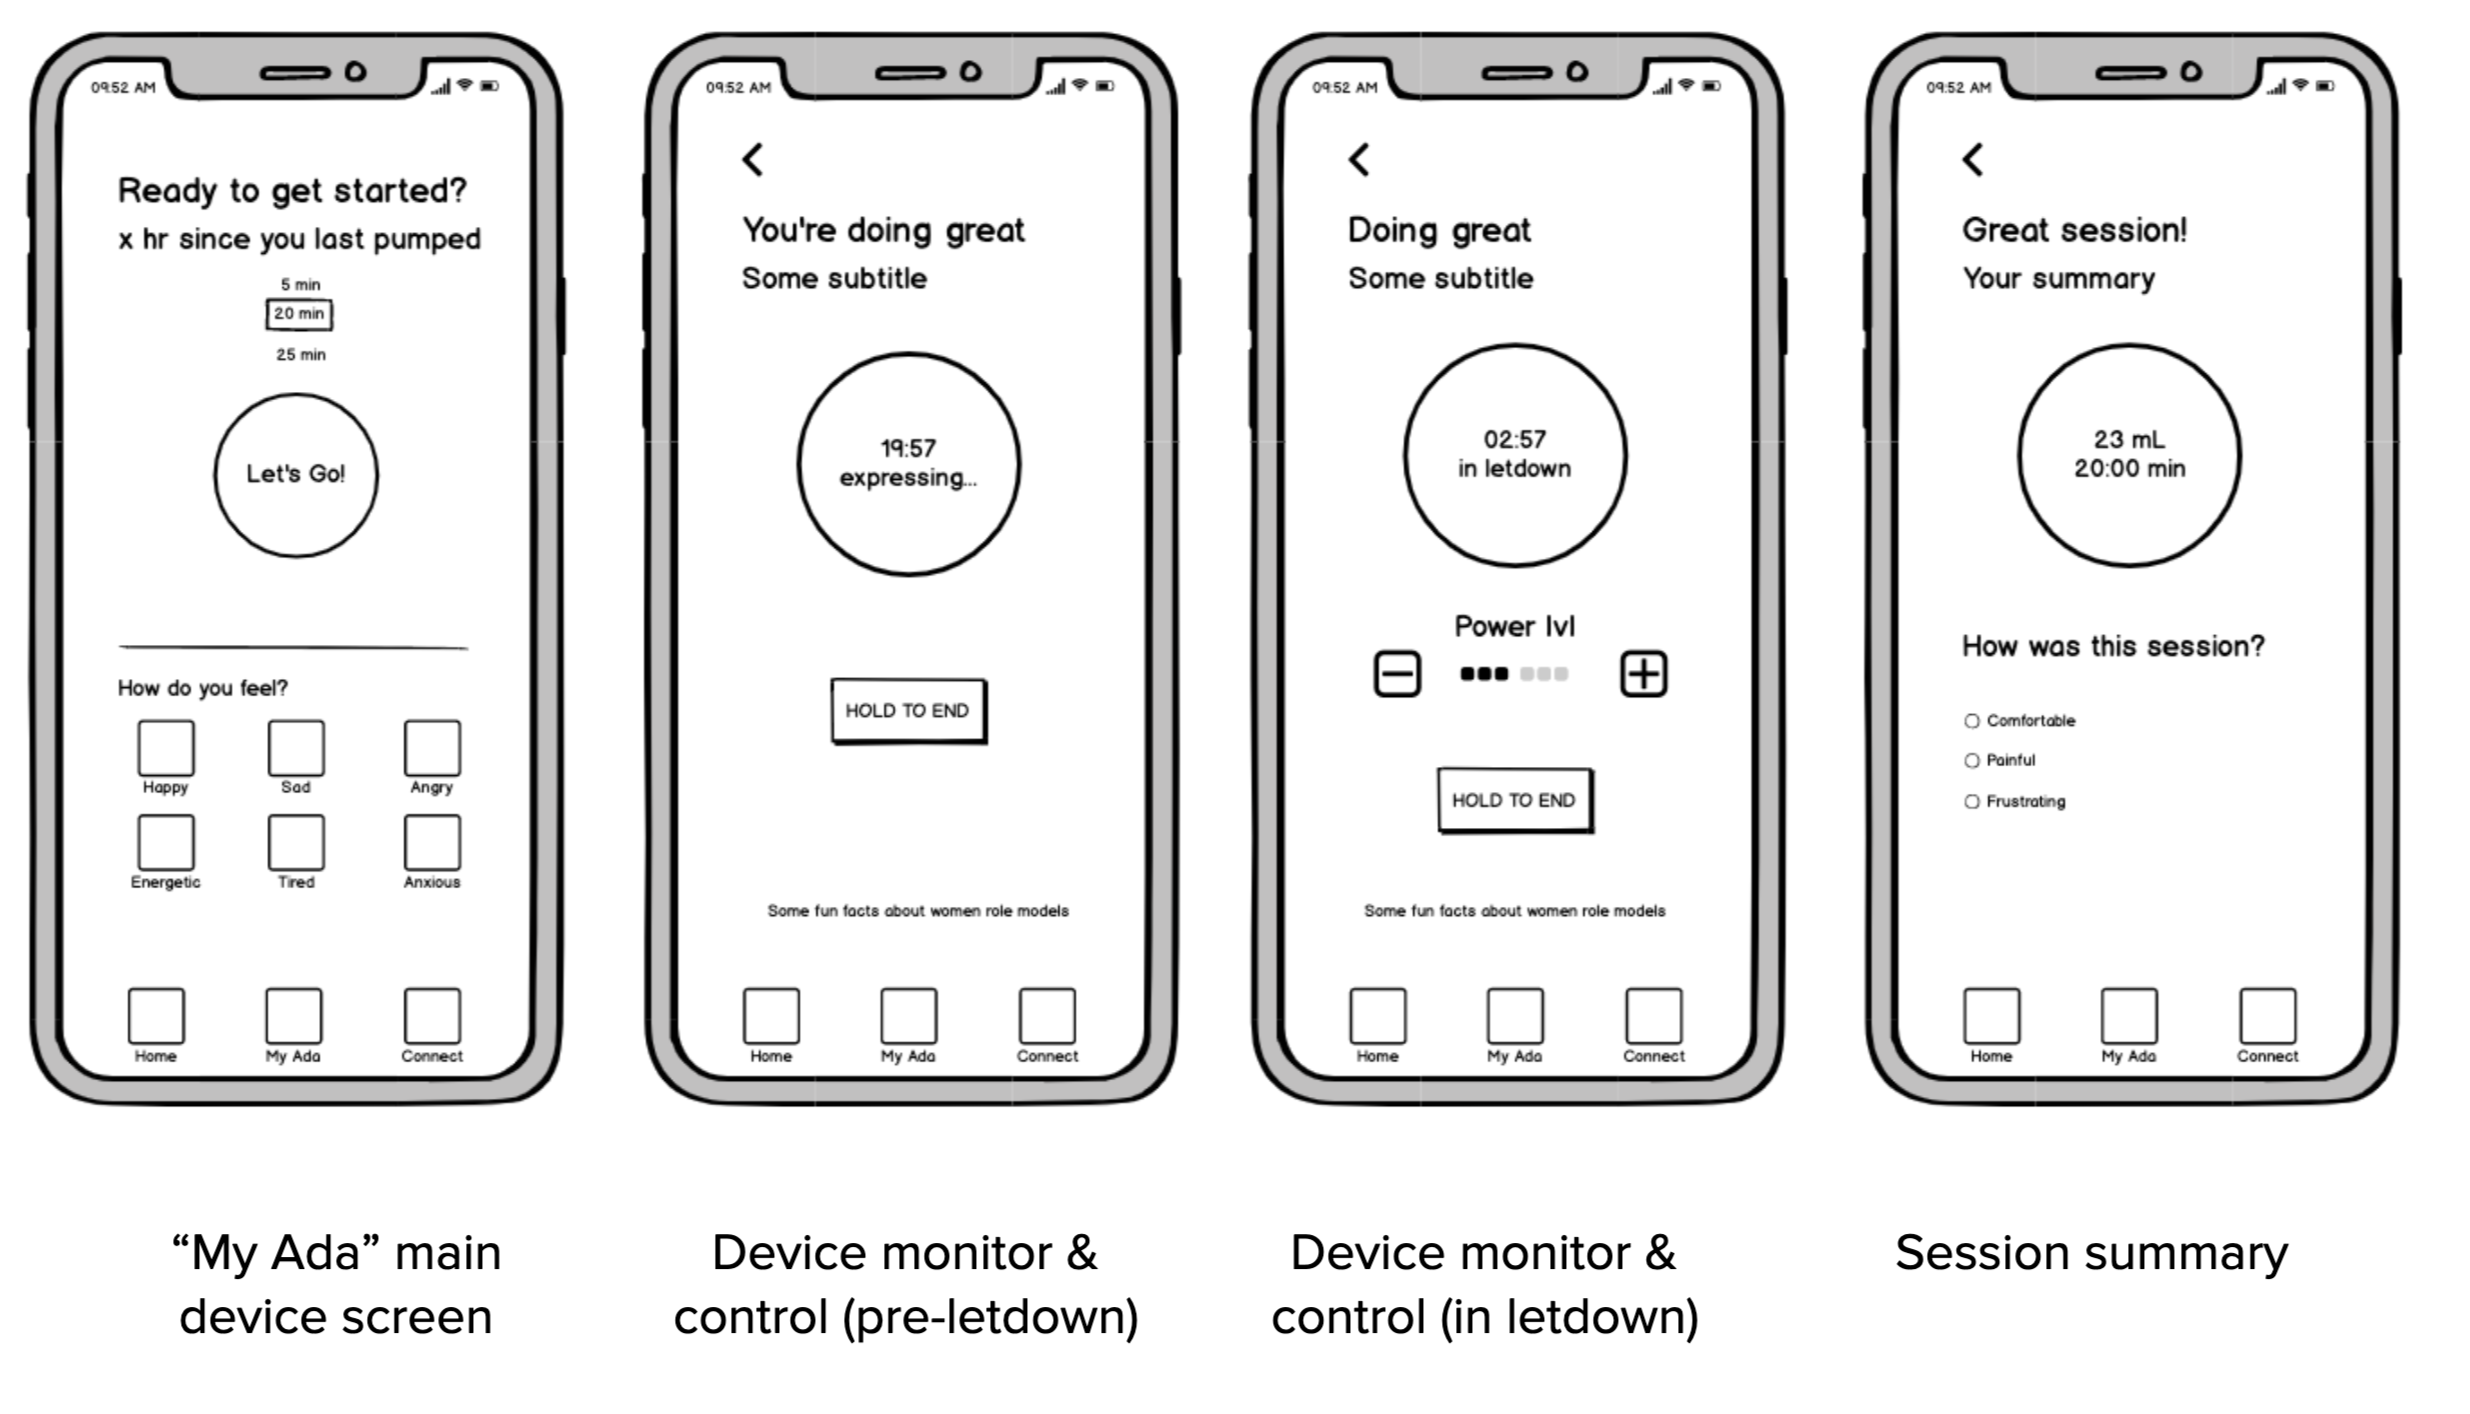 09:52 AM
Ready to get started?
x hr since you last pumped
5 min
20 min
25 min
Let's Go!
How do you feel?
Happy Sad Angry
Energetic Tired Anxious
Home My Ada Connect
“My Ada” main
device screen
09:52 AM
You're doing great
Some subtitle
19:57
expressing...
HOLD TO END
Some fun facts about women role models
Home My Ada Connect
Device monitor &
control (pre-letdown)
09:52 AM
Doing great
Some subtitle
02:57
in letdown
Power lvl
HOLD TO END
Some fun facts about women role models
Home My Ada Connect
Device monitor &
control (in letdown)
09:52 AM
Great session!
Your summary
23 mL
20:00 min
How was this session?
Comfortable
Painful
Frustrating
Home My Ada Connect
Session summary